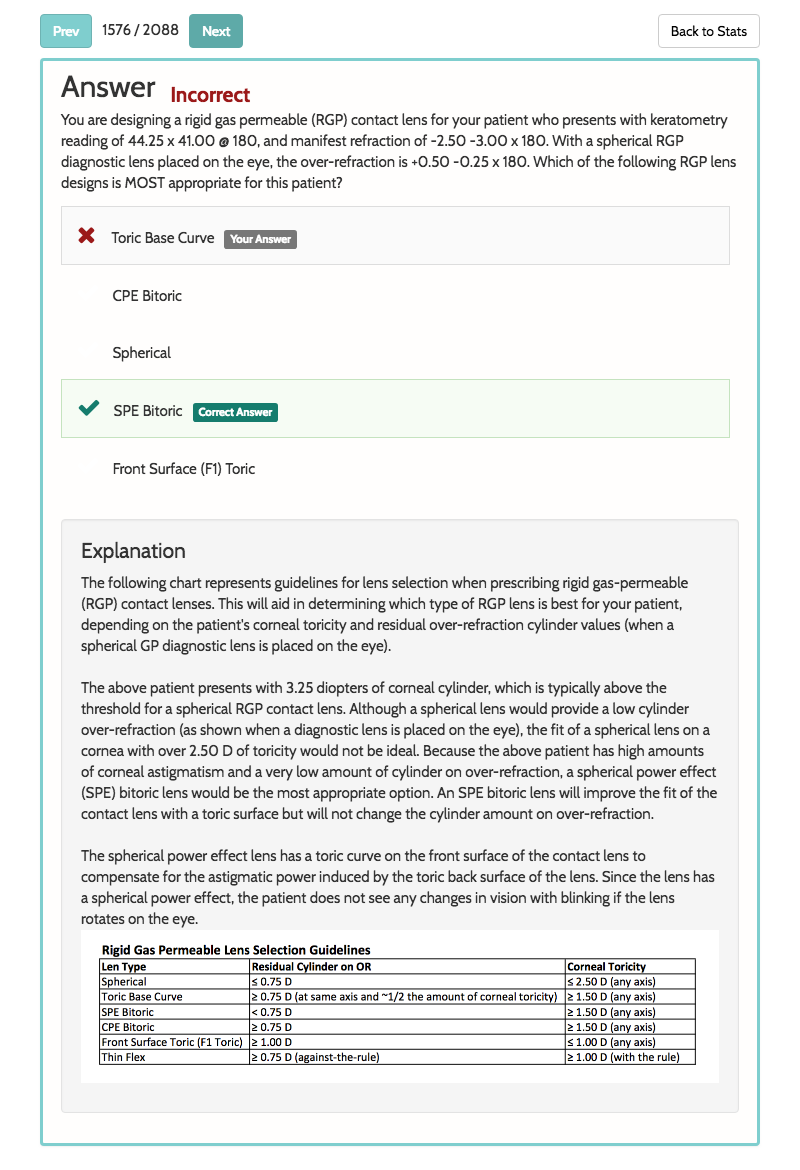 Prev 1576 / 2088 Next Back to Stats
Answer Incorrect
You are designing a rigid gas permeable (RGP) contact lens for your patient who presents with keratometry
reading of 44.25 x 41.00 @ 180, and manifest refraction of -2.50 -3.00 x 180. With a spherical RGP
diagnostic lens placed on the eye, the over-refraction is +0.50 -0.25 x 180. Which of the following RGP lens
designs is MOST appropriate for this patient?
Toric Base Curve Your Answer
CPE Bitoric
Spherical
SPE Bitoric Correct Answer
Front Surface (F1) Toric
Explanation
The following chart represents guidelines for lens selection when prescribing rigid gas-permeable
(RGP) contact lenses. This will aid in determining which type of RGP lens is best for your patient,
depending on the patient's corneal toricity and residual over-refraction cylinder values (when a
spherical GP diagnostic lens is placed on the eye).
The above patient presents with 3.25 diopters of corneal cylinder, which is typically above the
threshold for a spherical RGP contact lens. Although a spherical lens would provide a low cylinder
over-refraction (as shown when a diagnostic lens is placed on the eye), the fit of a spherical lens on a
cornea with over 2.50 D of toricity would not be ideal. Because the above patient has high amounts
of corneal astigmatism and a very low amount of cylinder on over-refraction, a spherical power effect
(SPE) bitoric lens would be the most appropriate option. An SPE bitoric lens will improve the fit of the
contact lens with a toric surface but will not change the cylinder amount on over-refraction.
The spherical power effect lens has a toric curve on the front surface of the contact lens to
compensate for the astigmatic power induced by the toric back surface of the lens. Since the lens has
a spherical power effect, the patient does not see any changes in vision with blinking if the lens
rotates on the eye.
Rigid Gas Permeable Lens Selection Guidelines
Len Type Residual Cylinder on OR Corneal Toricity
Spherical ≤ 0.75 D ≤ 2.50 D (any axis)
Toric Base Curve ≥ 0.75 D (at same axis and ~1/2 the amount of corneal toricity) ≥ 1.50 D (any axis)
SPE Bitoric < 0.75 D ≥ 1.50 D (any axis)
CPE Bitoric ≥ 0.75 D ≥ 1.50 D (any axis)
Front Surface Toric (F1 Toric) ≥ 1.00 D ≤ 1.00 D (any axis)
Thin Flex ≥ 0.75 D (against-the-rule) ≥ 1.00 D (with the rule)